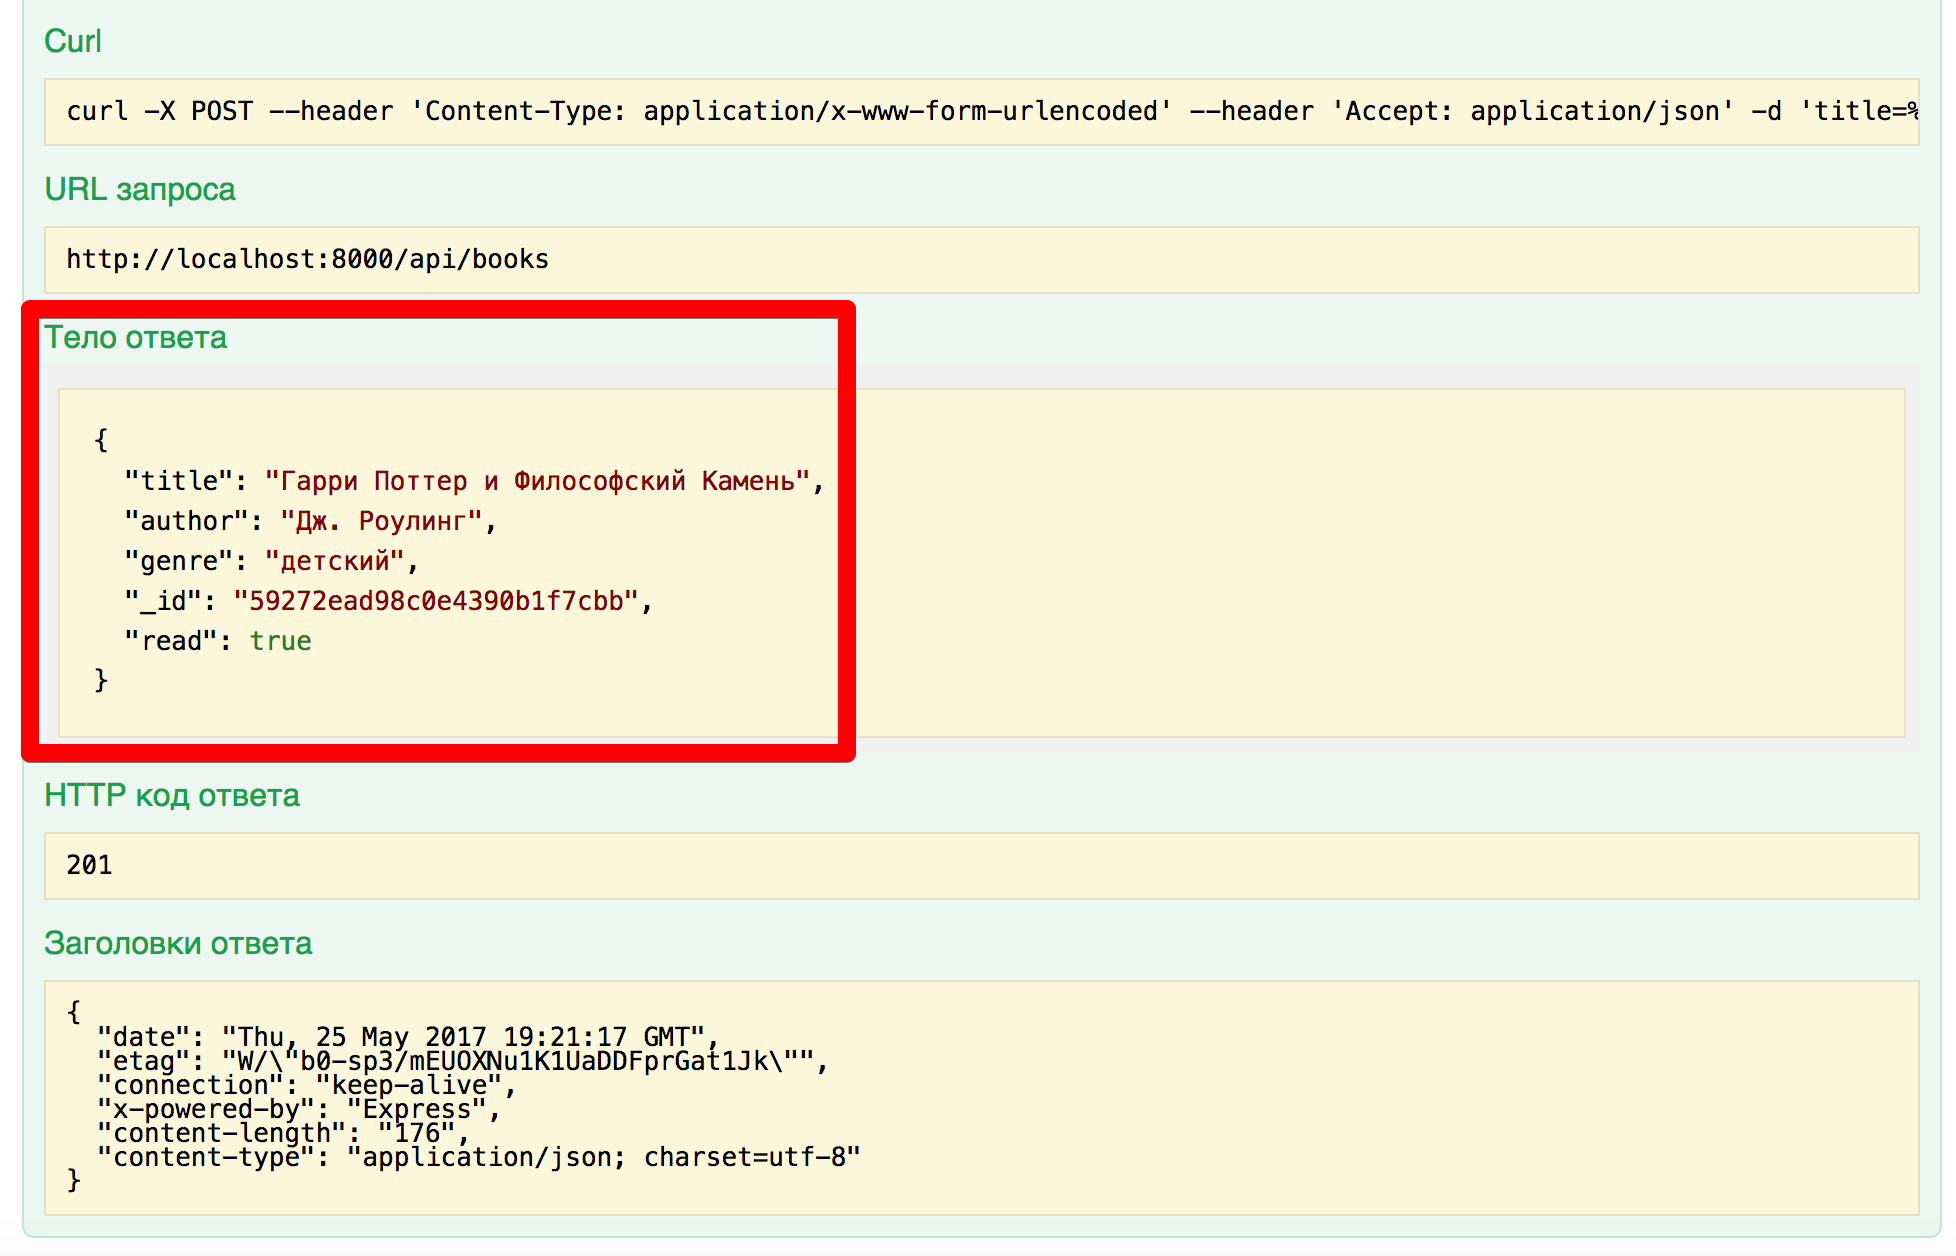 Curl
curl -X POST --header 'Content-Type: application/x-www-form-urlencoded' --header 'Accept: application/json' -d 'title=%
URL запроса
http://localhost:8000/api/books
Тело ответа
{
  "title": "Гарри Поттер и Философский Камень",
  "author": "Дж. Роулинг",
  "genre": "детский",
  "_id": "59272ead98c0e4390b1f7cbb",
  "read": true
}
HTTP код ответа
201
Заголовки ответа
{
  "date": "Thu, 25 May 2017 19:21:17 GMT",
  "etag": "W/\"b0-sp3/mEUOXNu1K1UaDDFprGat1Jk\"",
  "connection": "keep-alive",
  "x-powered-by": "Express",
  "content-length": "176",
  "content-type": "application/json; charset=utf-8"
}